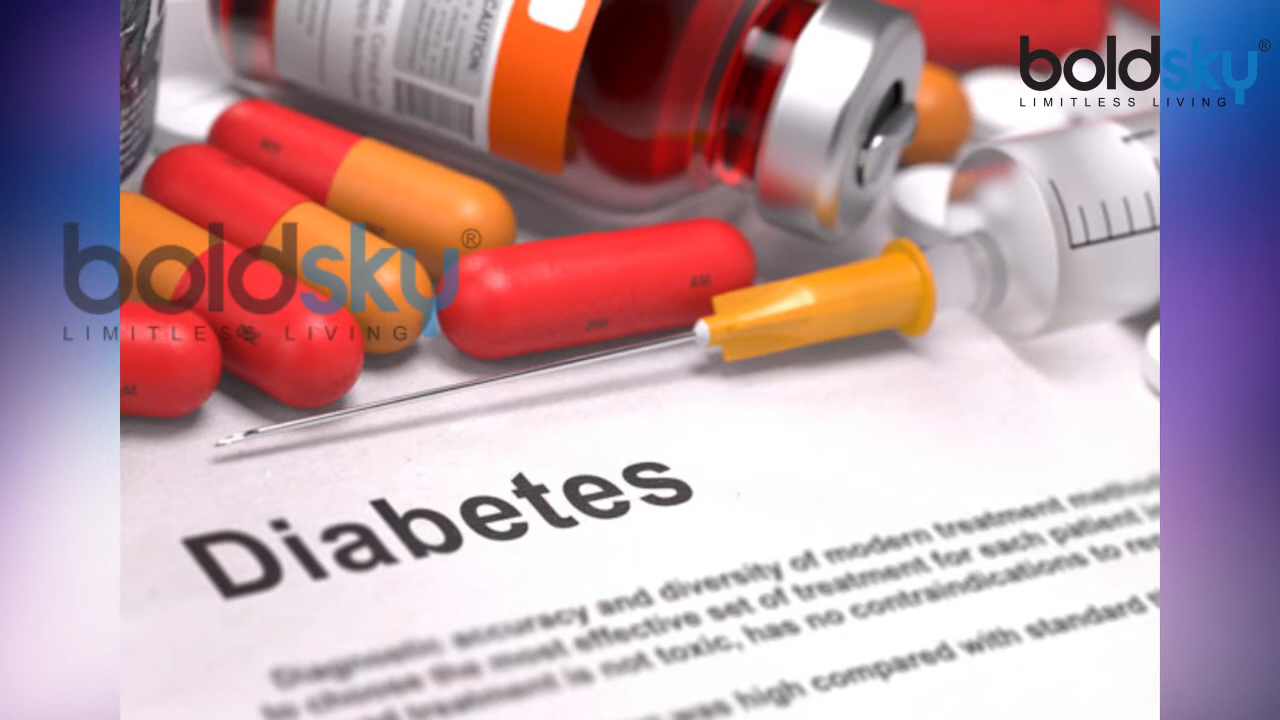 CAUTION
boldsky®
LIMITLESS LIVING
boldsky®
LIMITLESS LIVING
Diabetes
Diagnostic accuracy and diversity of modern treatment
to choose the most effective set of treatment for each patient
treatment is not toxic, has no contraindications to
was high compared with standard